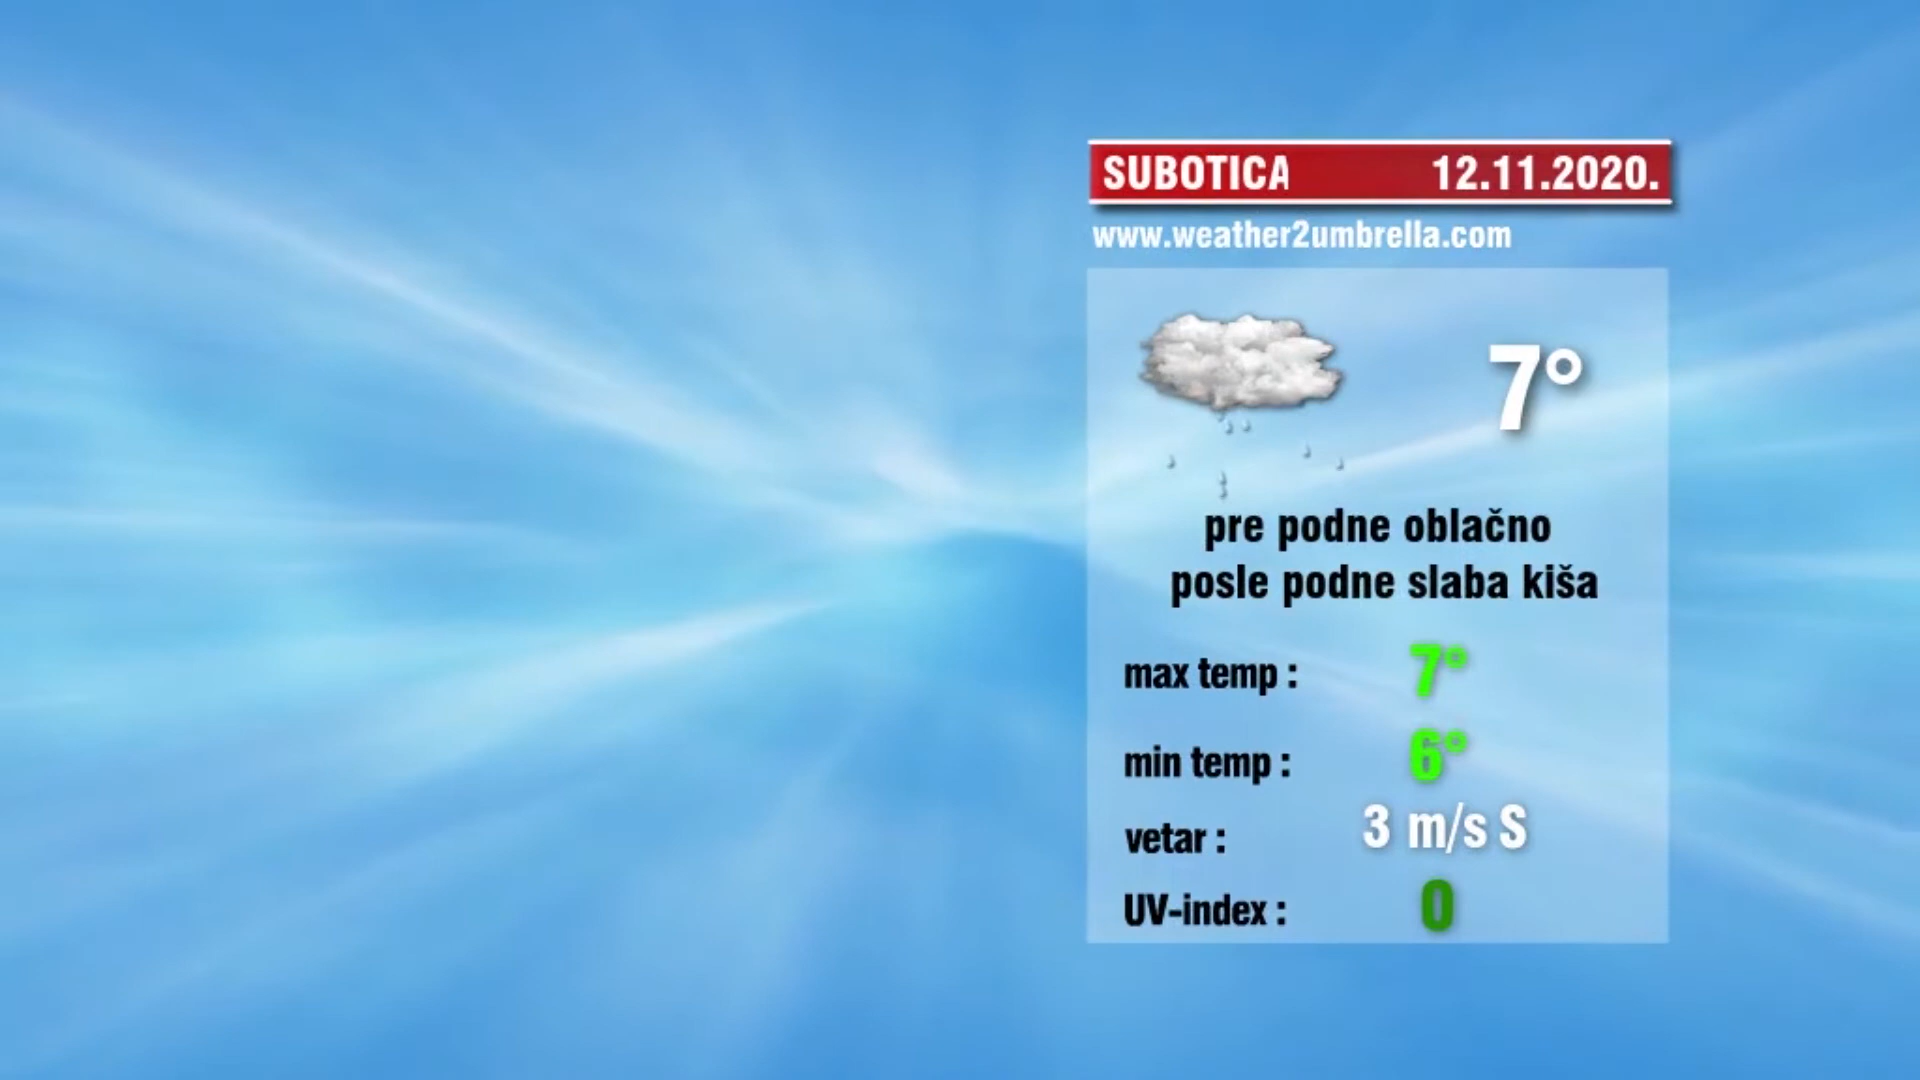 SUBOTICA 12.11.2020.
www.weather2umbrella.com
7°
pre podne oblačno
posle podne slaba kiša
max temp : 7°
min temp : 6°
vetar : 3 m/s S
UV-index : 0